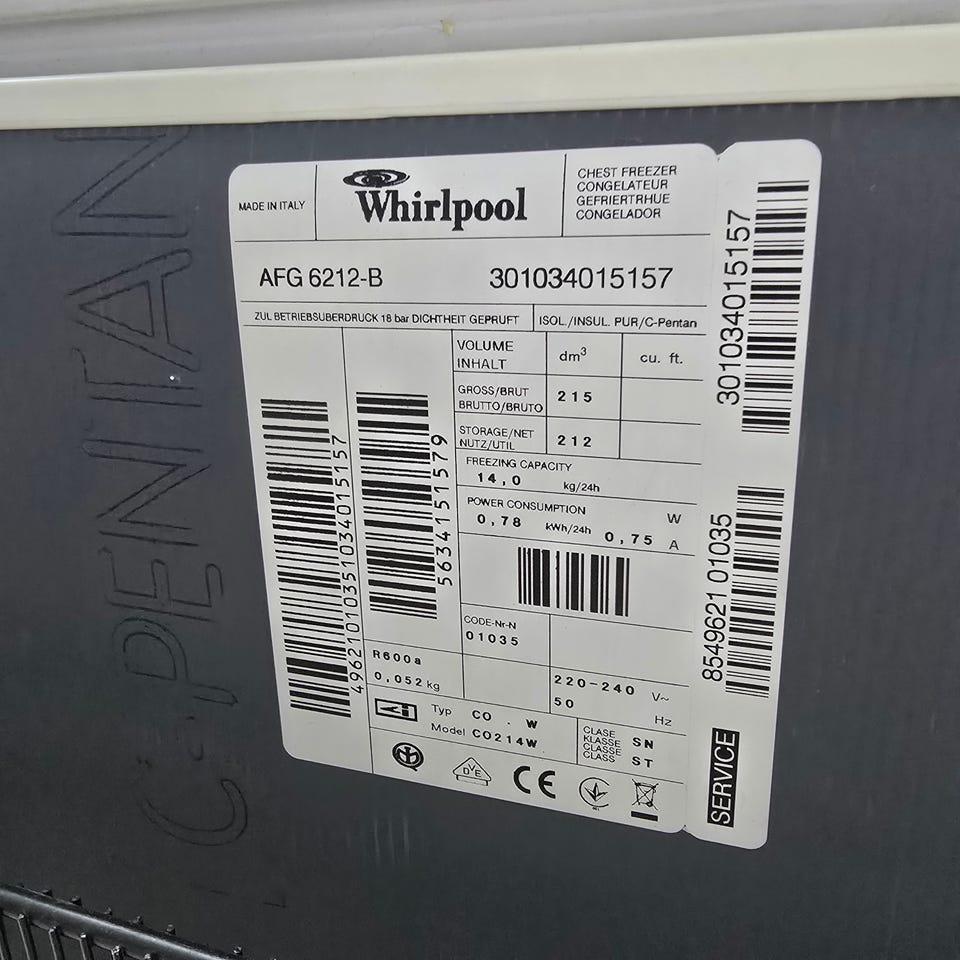 C-PENTAN
MADE IN ITALY
Whirlpool
CHEST FREEZER
CONGELATEUR
GEFRIERTRHUE
CONGELADOR
AFG 6212-B
301034015157
ZUL BETRIEBSUBERDRUCK 18 bar DICHTHEIT GEPRUFT
ISOL./INSUL. PUR/C-Pentan
VOLUME
INHALT
dm3
cu. ft.
GROSS/BRUT
BRUTTO/BRUTO
215
STORAGE/NET
NUTZ/UTIL
212
FREEZING CAPACITY
14,0 kg/24h
POWER CONSUMPTION
0,78 kWh/24h
W
0,75 A
49621010351034015157
5634151579
CODE-Nr-N
01035
R600a
0,052 kg
220-240 V~
50 Hz
Typ CO . W
Model CO214W
CLASE
KLASSE
CLASSE
CLASS
SN
ST
DVE
CE
301034015157
8549621 01035
SERVICE